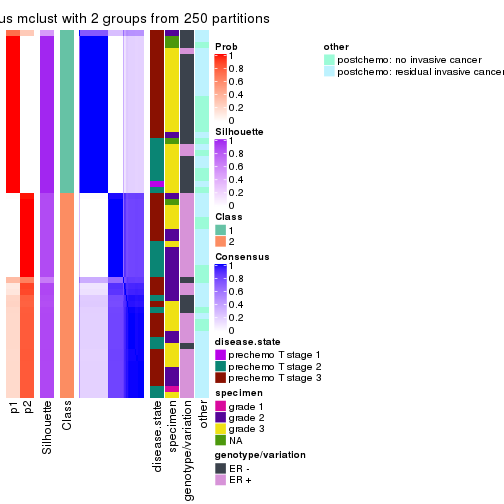 us mclust with 2 groups from 250 partitions
Prob
1
0.8
0.6
0.4
0.2
0
Silhouette
1
0.8
0.6
0.4
0.2
0
Class
1
2
Consensus
1
0.8
0.6
0.4
0.2
0
disease.state
prechemo T stage 1
prechemo T stage 2
prechemo T stage 3
specimen
grade 1
grade 2
grade 3
NA
genotype/variation
ER -
ER +
other
postchemo: no invasive cancer
postchemo: residual invasive cancer
p1
p2
Silhouette
Class
disease.state
specimen
genotype/variation
other